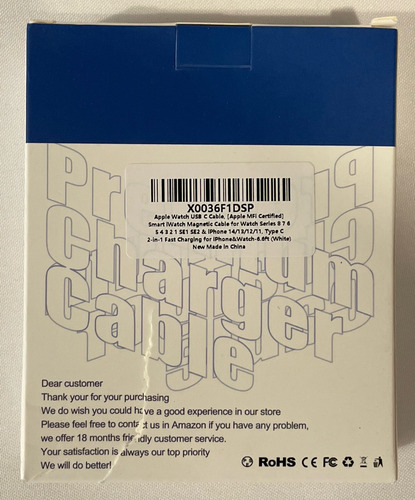 X0036F1DSP
Apple Watch USB C Cable, [Apple MFi Certified]
Smart iWatch Magnetic Cable for Watch Series 8 7 6
5 4 3 2 1 SE1 SE2 & iPhone 14/13/12/11, Type C
2-in-1 Fast Charging for iPhone&Watch-6.6ft (White)
New Made in China
Charger
Cable
Dear customer
Thank your for your purchasing
We do wish you could have a good experience in our store
Please feel free to contact us in Amazon if you have any problem,
we offer 18 months friendly customer service.
Your satisfaction is always our top priority
We will do better!
RoHS CE FC